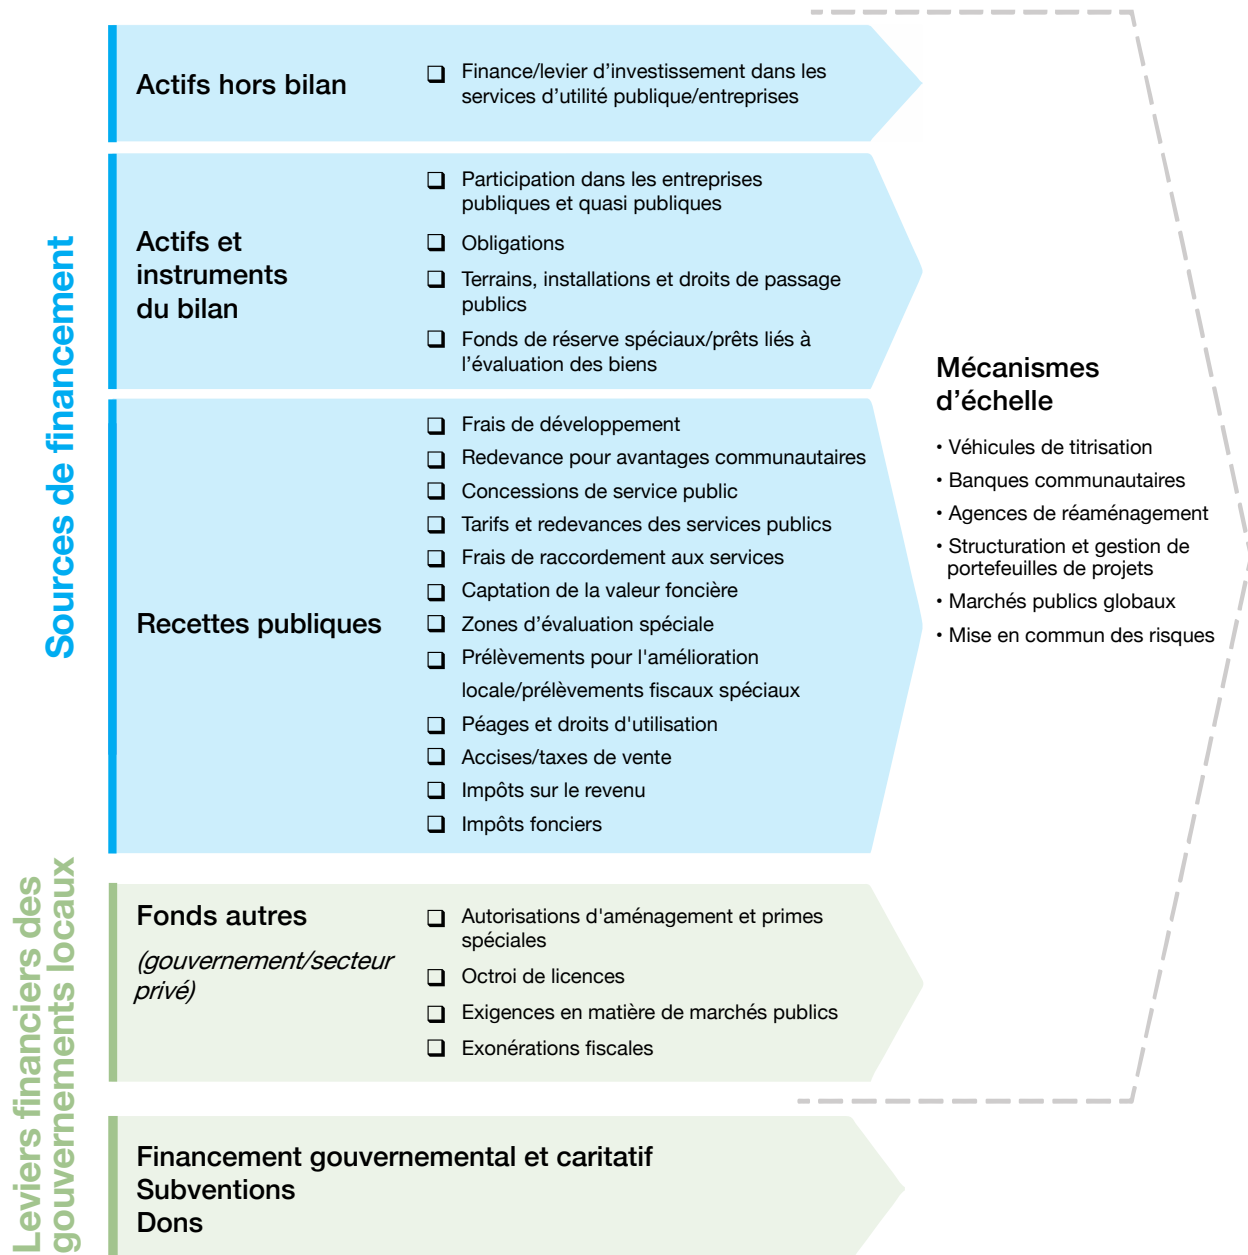 Sources de financement
Actifs hors bilan
❑ Finance/levier d’investissement dans les
services d’utilité publique/entreprises
Actifs et
instruments
du bilan
❑ Participation dans les entreprises
publiques et quasi publiques
❑ Obligations
❑ Terrains, installations et droits de passage
publics
❑ Fonds de réserve spéciaux/prêts liés à
l’évaluation des biens
Recettes publiques
❑ Frais de développement
❑ Redevance pour avantages communautaires
❑ Concessions de service public
❑ Tarifs et redevances des services publics
❑ Frais de raccordement aux services
❑ Captation de la valeur foncière
❑ Zones d’évaluation spéciale
❑ Prélèvements pour l'amélioration
locale/prélèvements fiscaux spéciaux
❑ Péages et droits d'utilisation
❑ Accises/taxes de vente
❑ Impôts sur le revenu
❑ Impôts fonciers
Leviers financiers des
gouvernements locaux
Fonds autres
(gouvernement/secteur
privé)
❑ Autorisations d'aménagement et primes
spéciales
❑ Octroi de licences
❑ Exigences en matière de marchés publics
❑ Exonérations fiscales
Financement gouvernemental et caritatif
Subventions
Dons
Mécanismes
d’échelle
• Véhicules de titrisation
• Banques communautaires
• Agences de réaménagement
• Structuration et gestion de
portefeuilles de projets
• Marchés publics globaux
• Mise en commun des risques